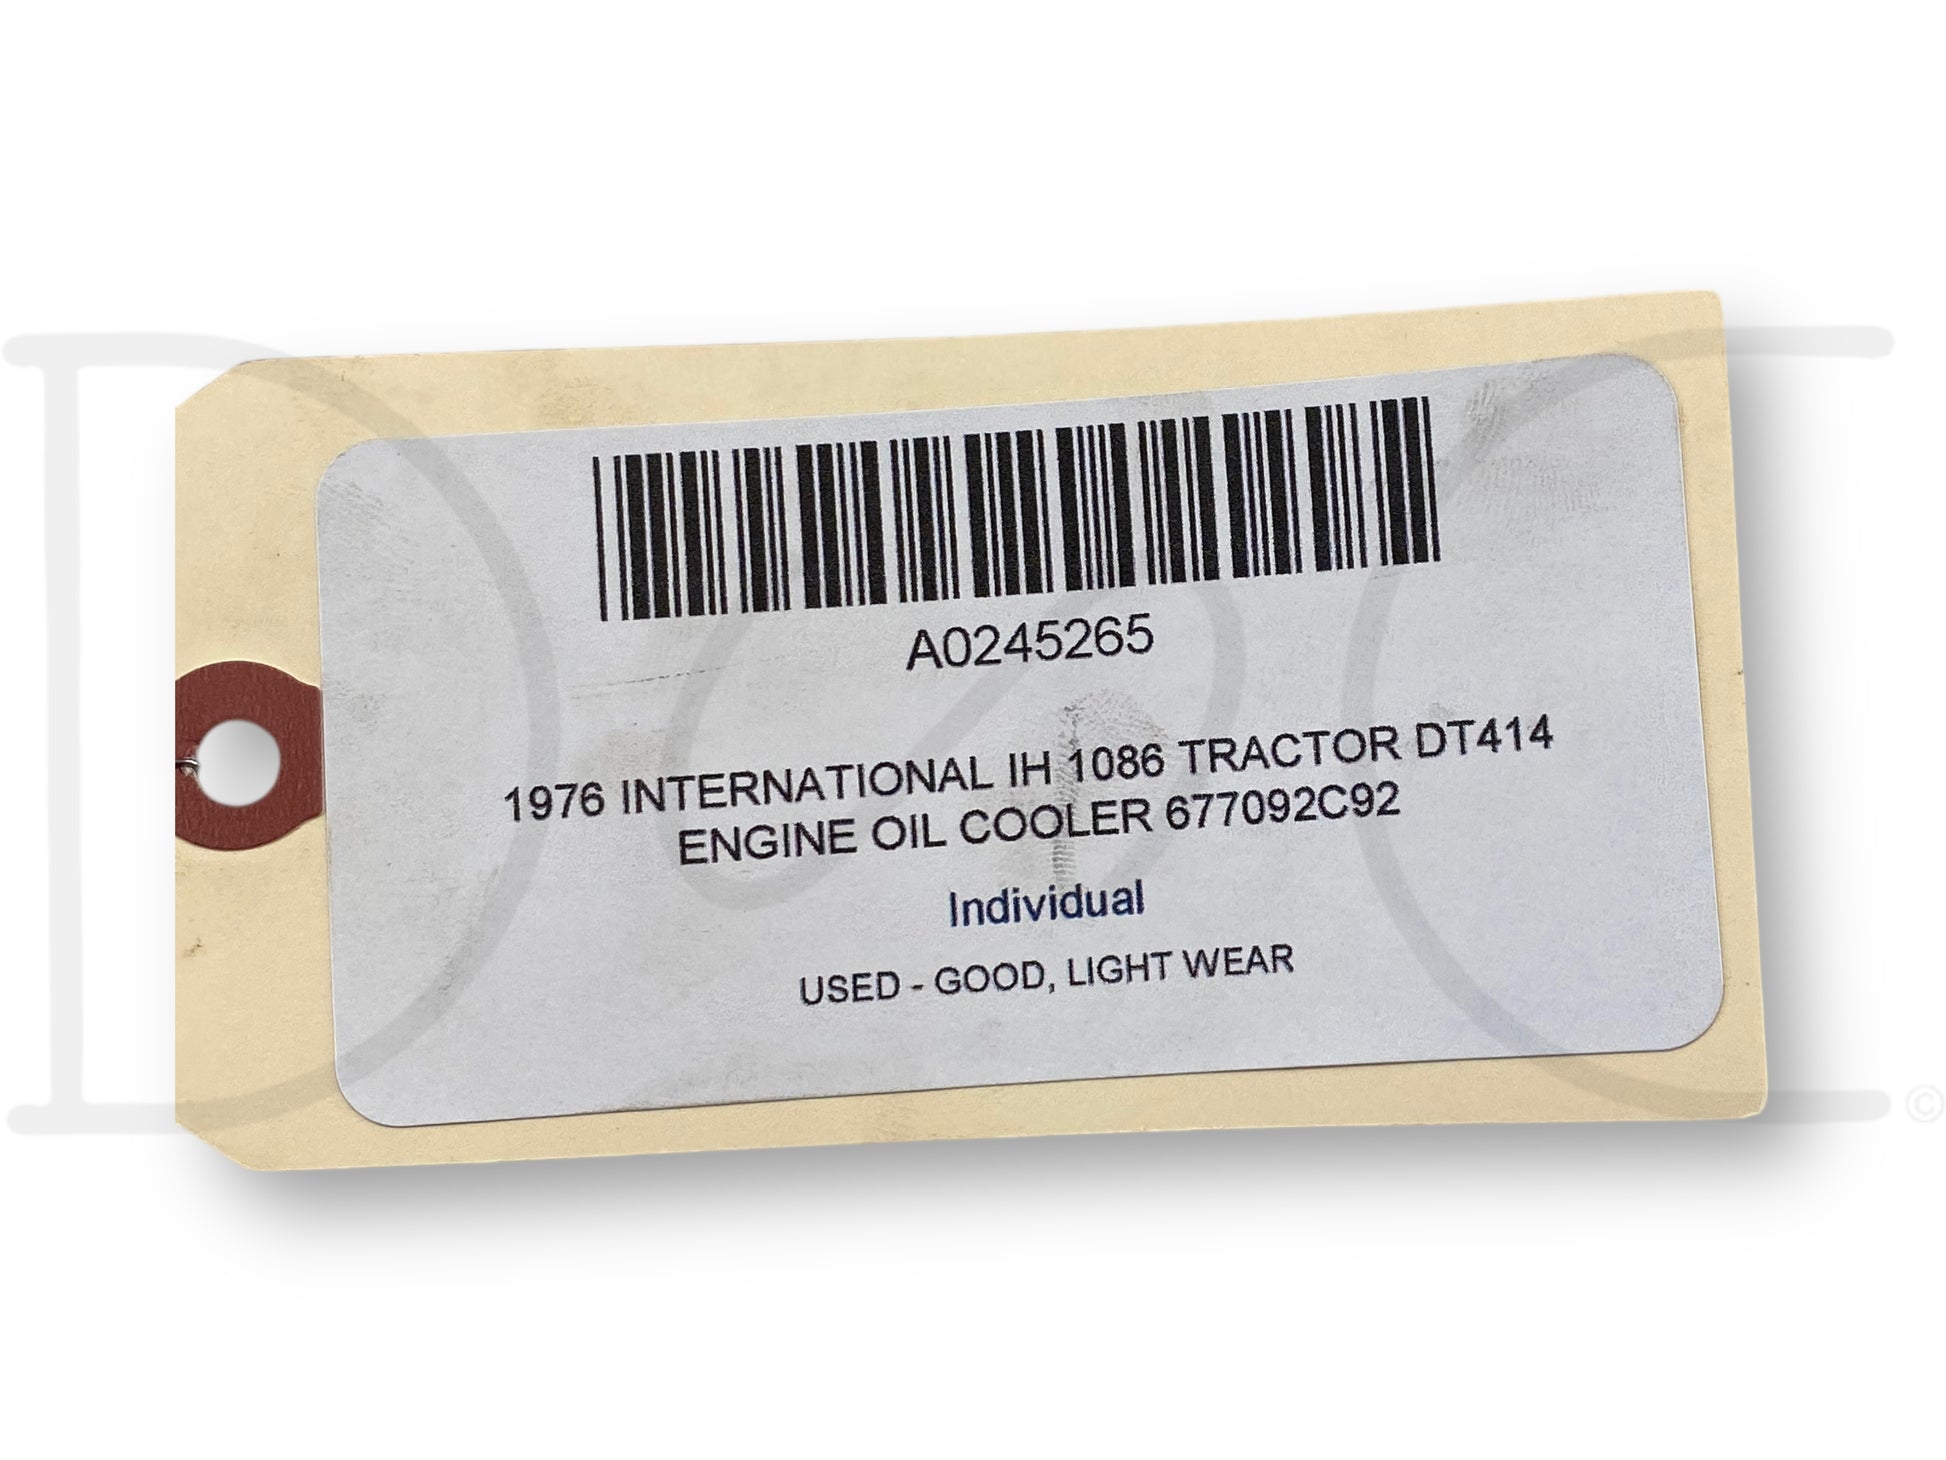 A0245265
1976 INTERNATIONAL IH 1086 TRACTOR DT414
ENGINE OIL COOLER 677092C92
Individual
USED - GOOD, LIGHT WEAR
©